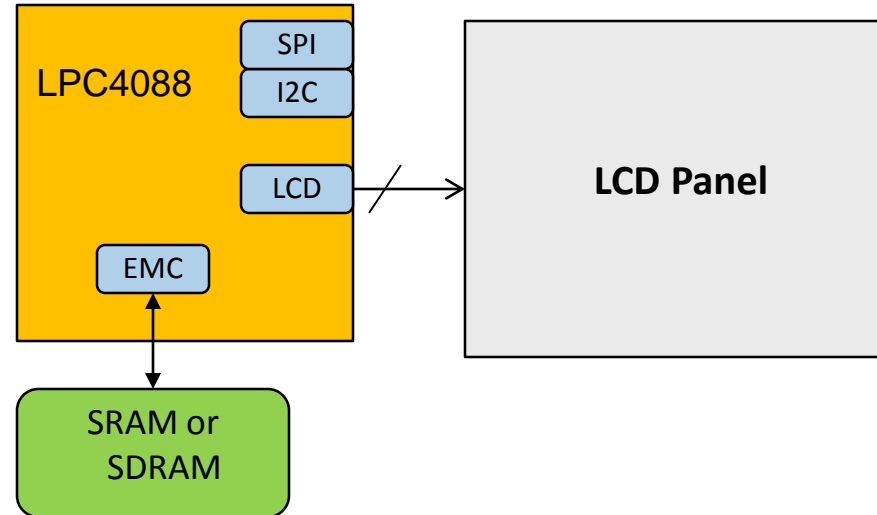 SPI
LPC4088
I2C
LCD
LCD Panel
EMC
SRAM or
SDRAM